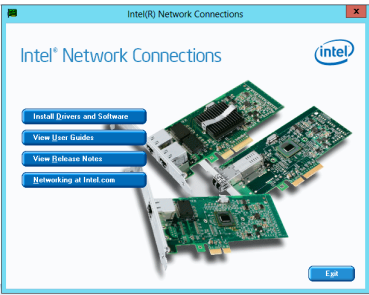 Intel(R) Network Connections
x
Intel® Network Connections
intel
Install Drivers and Software
View User Guides
View Release Notes
Networking at Intel.com
Exit